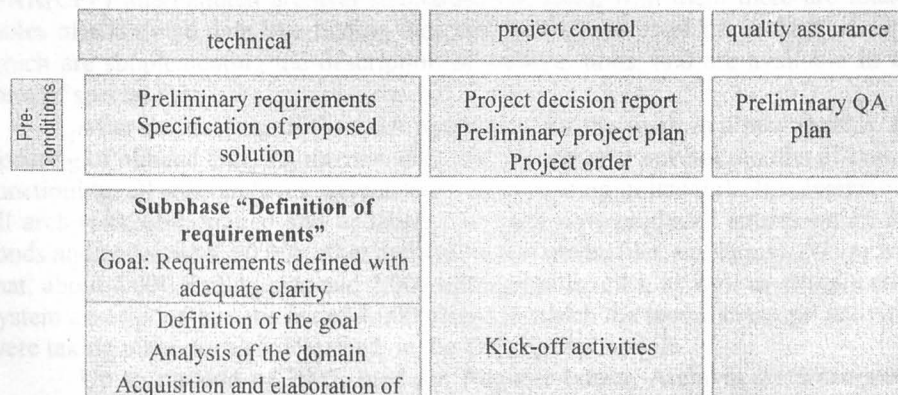 technical
project control
quality assurance
Pre-
conditions
Preliminary requirements
Specification of proposed
solution
Project decision report
Preliminary project plan
Project order
Preliminary QA
plan
Subphase “Definition of
requirements”
Goal: Requirements defined with
adequate clarity
Definition of the goal
Analysis of the domain
Acquisition and elaboration of
Kick-off activities